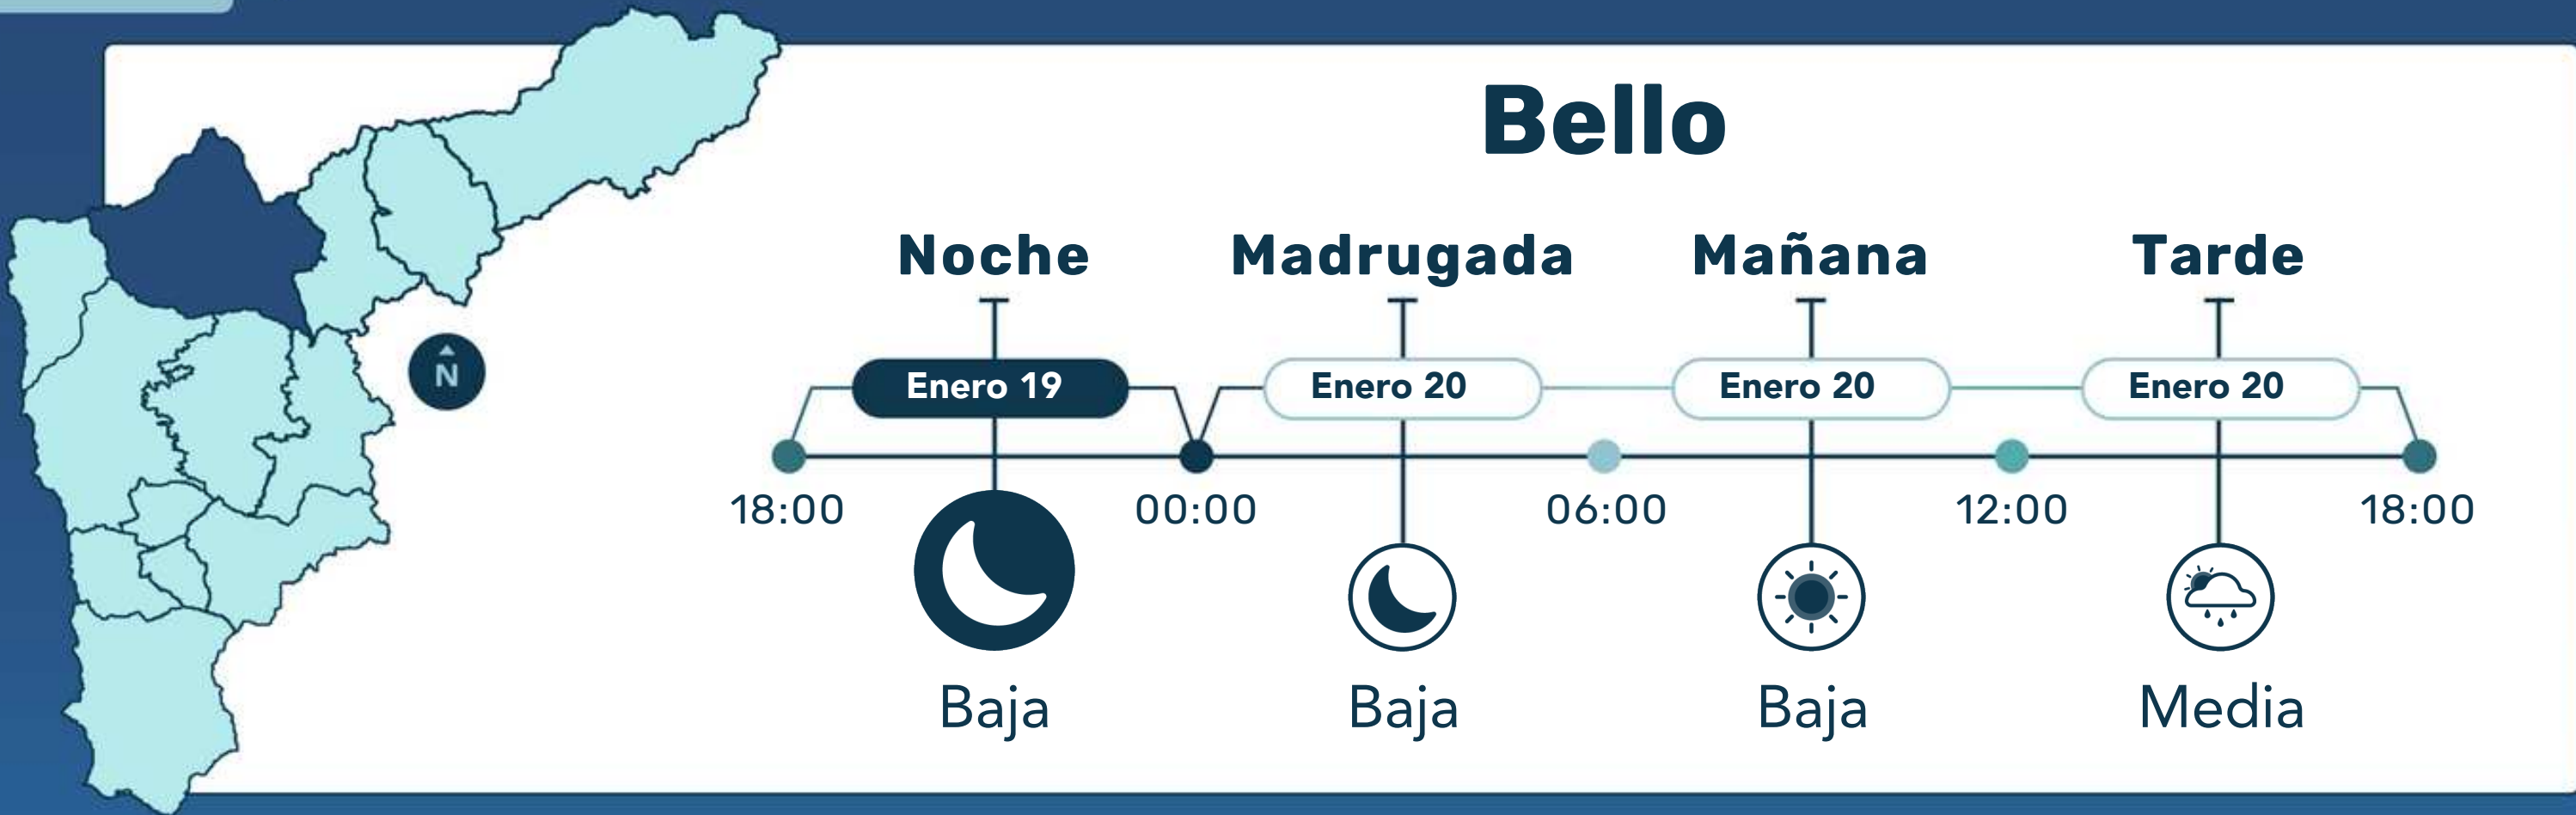 Bello
Noche Madrugada Mañana Tarde
Enero 19 Enero 20 Enero 20 Enero 20
N
18:00 00:00 06:00 12:00 18:00
Baja Baja Baja Media